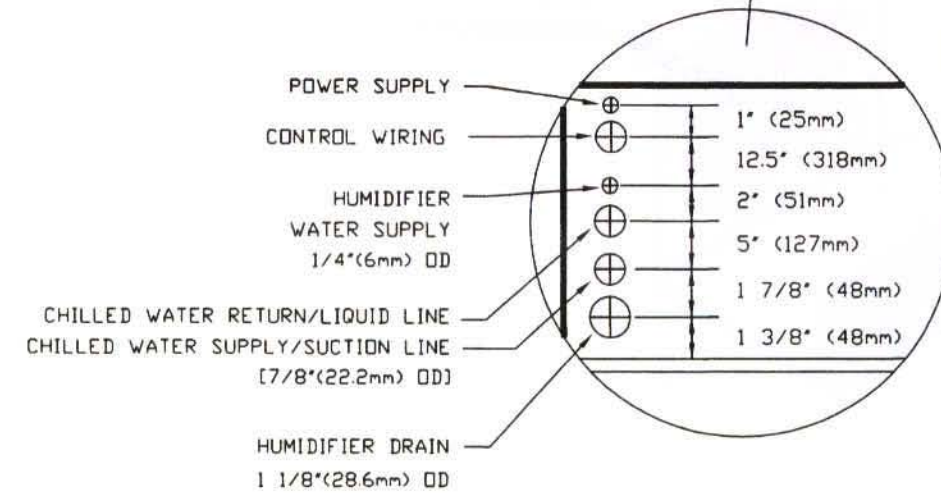 POWER SUPPLY
CONTROL WIRING
HUMIDIFIER
WATER SUPPLY
1/4"(6mm) OD
CHILLED WATER RETURN/LIQUID LINE
CHILLED WATER SUPPLY/SUCTION LINE
[7/8"(22.2mm) OD]
HUMIDIFIER DRAIN
1 1/8"(28.6mm) OD
1" (25mm)
12.5" (318mm)
2" (51mm)
5" (127mm)
1 7/8" (48mm)
1 3/8" (48mm)